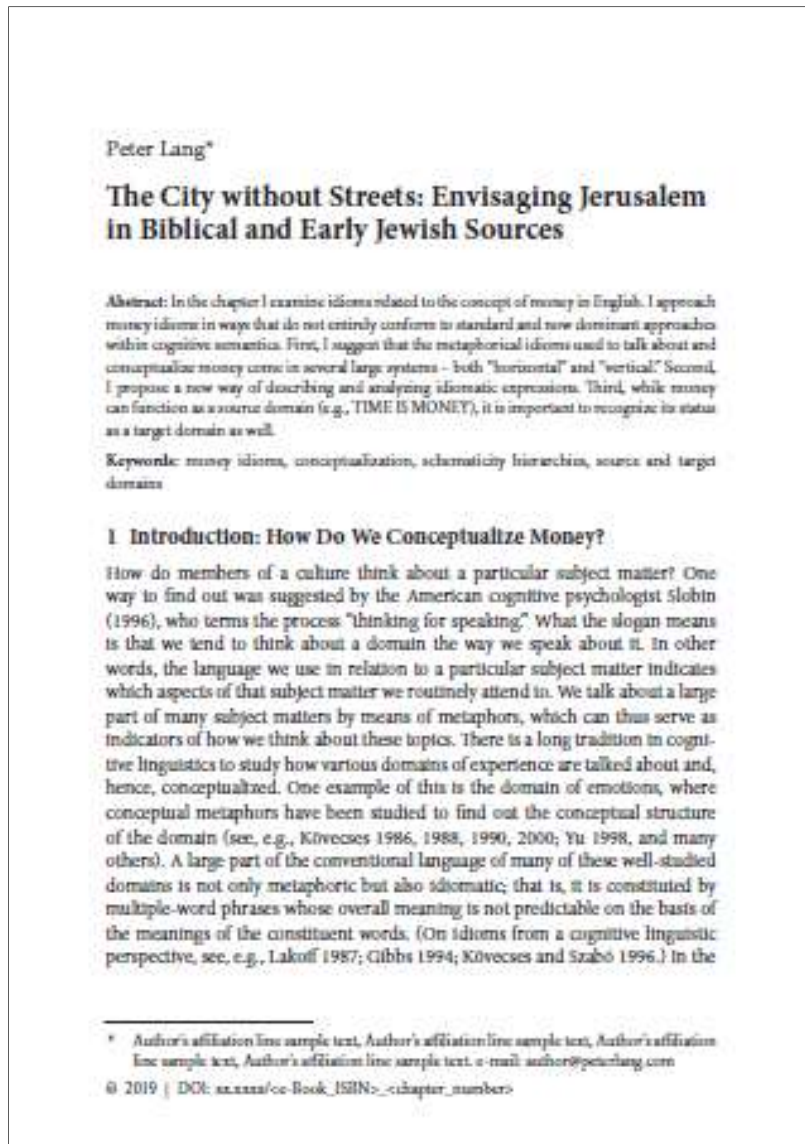 Peter Lang*
The City without Streets: Envisaging Jerusalem
in Biblical and Early Jewish Sources
Abstract: In the chapter I examine idioms related to the concept of money in English. I approach
money idioms in ways that do not entirely conform to standard and now dominant approaches
within cognitive semantics. First, I suggest that the metaphorical idioms used to talk about and
conceptualize money come in several large systems – both "horizontal" and "vertical." Second,
I propose a new way of describing and analyzing idiomatic expressions. Third, while money
can function as a source domain (e.g., TIME IS MONEY), it is important to recognize its status
as a target domain as well.
Keywords: money idioms, conceptualization, schematicity hierarchies, source and target
domains
1 Introduction: How Do We Conceptualize Money?
How do members of a culture think about a particular subject matter? One
way to find out was suggested by the American cognitive psychologist Slobin
(1996), who terms the process "thinking for speaking." What the slogan means
is that we tend to think about a domain the way we speak about it. In other
words, the language we use in relation to a particular subject matter indicates
which aspects of that subject matter we routinely attend to. We talk about a large
part of many subject matters by means of metaphors, which can thus serve as
indicators of how we think about these topics. There is a long tradition in cogni-
tive linguistics to study how various domains of experience are talked about and,
hence, conceptualized. One example of this is the domain of emotions, where
conceptual metaphors have been studied to find out the conceptual structure
of the domain (see, e.g., Kövecses 1986, 1988, 1990, 2000; Yu 1998, and many
others). A large part of the conventional language of many of these well-studied
domains is not only metaphoric but also idiomatic; that is, it is constituted by
multiple-word phrases whose overall meaning is not predictable on the basis of
the meanings of the constituent words. (On idioms from a cognitive linguistic
perspective, see, e.g., Lakoff 1987; Gibbs 1994; Kövecses and Szabó 1996.) In the
* Author's affiliation line sample text, Author's affiliation line sample text, Author's affiliation
line sample text, Author's affiliation line sample text. e-mail: author@peterlang.com
© 2019 | DOI: xx.xxxx/<e-Book_ISBN>_<chapter_number>